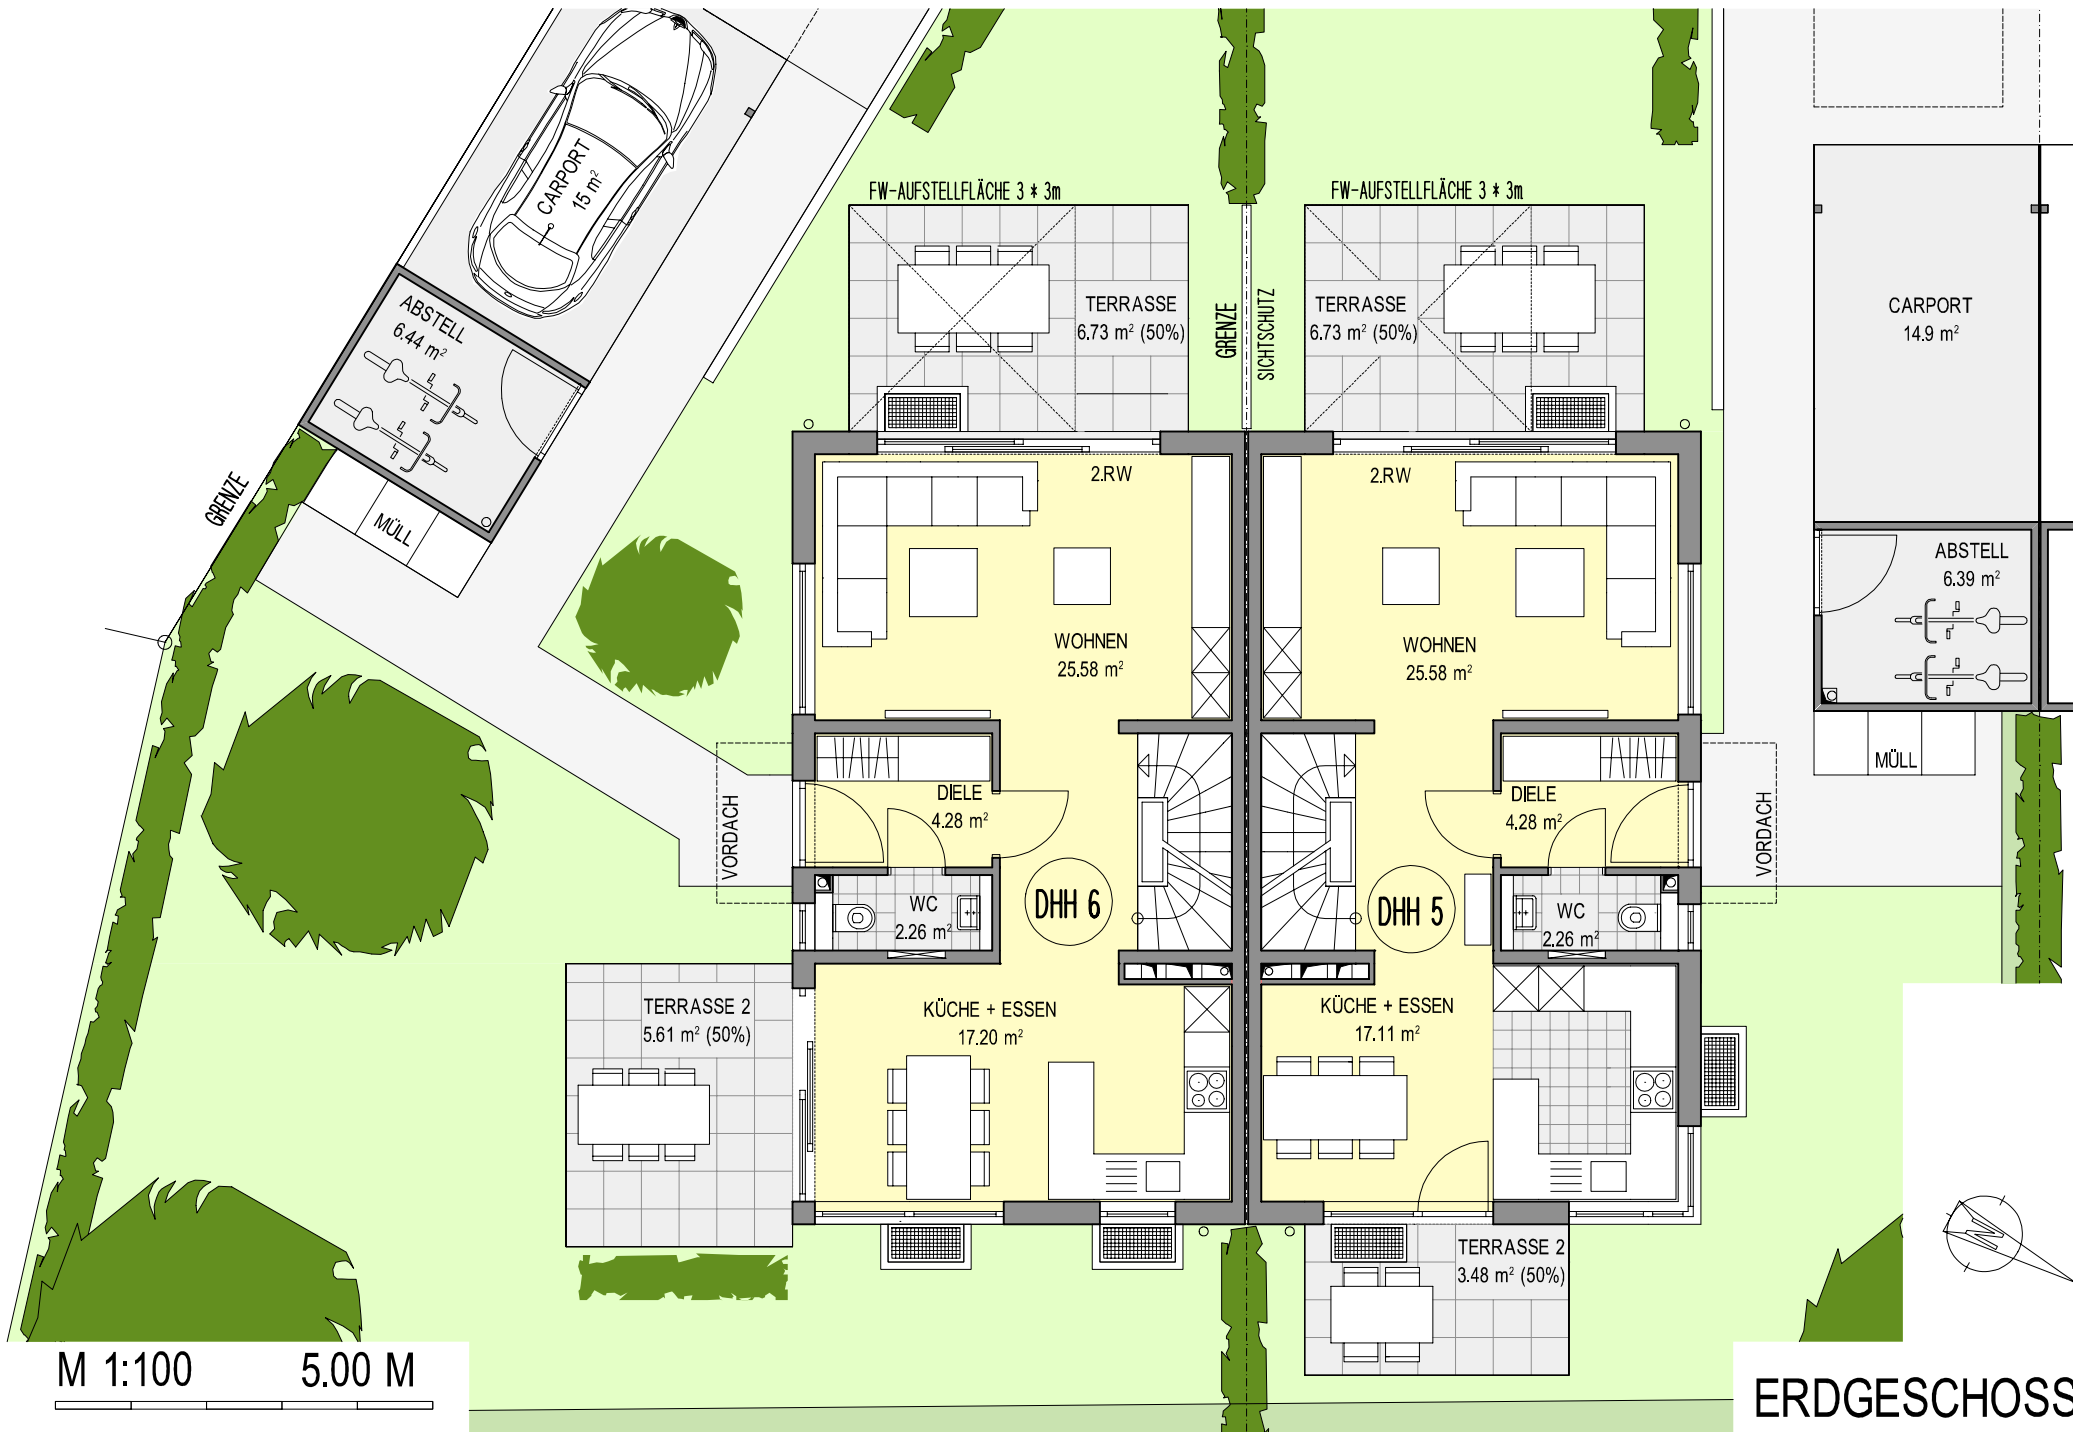 CARPORT
15 m²
FW-AUFSTELLFLÄCHE 3 * 3m
FW-AUFSTELLFLÄCHE 3 * 3m
ABSTELL
6.44 m²
TERRASSE
6.73 m² (50%)
GRENZE
SICHTSCHUTZ
TERRASSE
6.73 m² (50%)
CARPORT
14.9 m²
GRENZE
MÜLL
2.RW
2.RW
ABSTELL
6.39 m²
WOHNEN
25.58 m²
WOHNEN
25.58 m²
MÜLL
VORDACH
DIELE
4.28 m²
DIELE
4.28 m²
VORDACH
WC
2.26 m²
DHH 6
DHH 5
WC
2.26 m²
TERRASSE 2
5.61 m² (50%)
KÜCHE + ESSEN
17.20 m²
KÜCHE + ESSEN
17.11 m²
N
TERRASSE 2
3.48 m² (50%)
M 1:100 5.00 M
ERDGESCHOSS